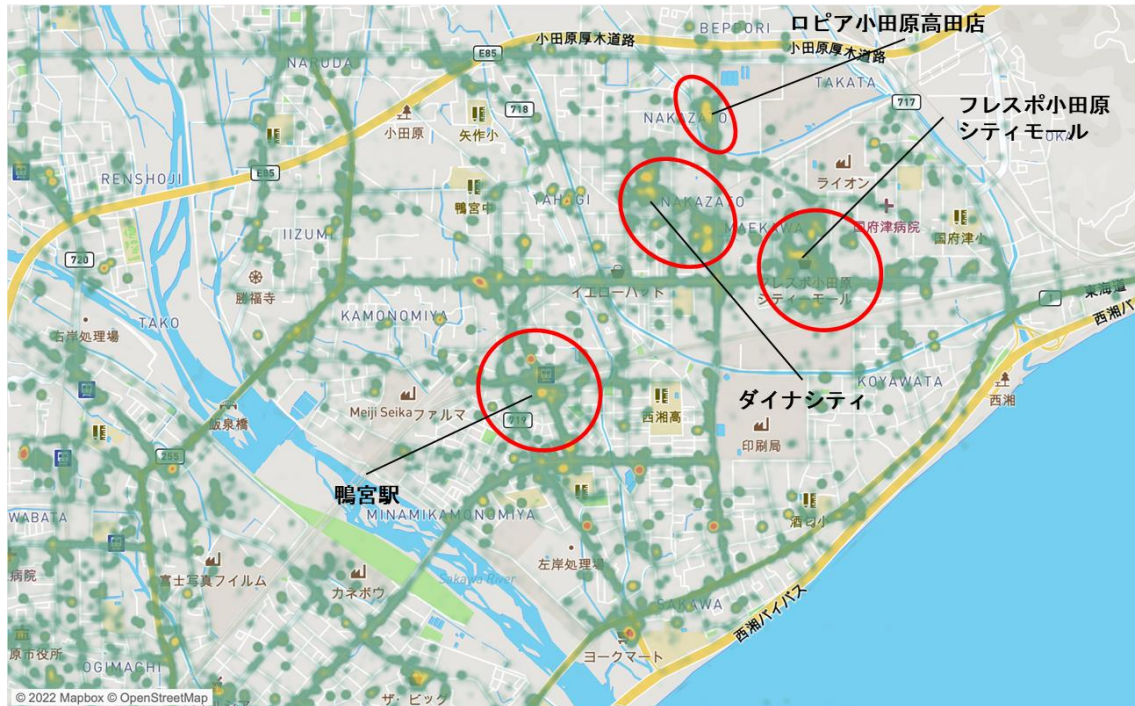 ロピア小田原高田店
BEPPORI
小田原厚木道路
小田原厚木道路
E85
NARUDA
TAKATA
718
717
フレスポ小田原
シティモール
小田原
矢作小
NAKAZATO
OKA
RENSHOJI
E85
ライオン
鴨宮中
YAHAGI
NAKAZATO
国府津病院
国府津小
IIZUMI
MAEKAWA
720
勝福寺
イエローハット
フレスポ小田原
シティーモール
東海道
1
西湘バイ
TAKO
KAMONOMIYA
右岸処理場
KOYAWATA
西湘
Meiji Seikaファルマ
719
西湘高
ダイナシティ
飯泉橋
印刷局
255
鴨宮駅
WABATA
MINAMIKAMONOMIYA
酒匂小
病院
富士写真フイルム
カネボウ
Sakawa River
左岸処理場
SAKAWA
西湘バイパス
原市役所
ヨークマート
OGIMACHI
ザ・ビッグ
© 2022 Mapbox © OpenStreetMap